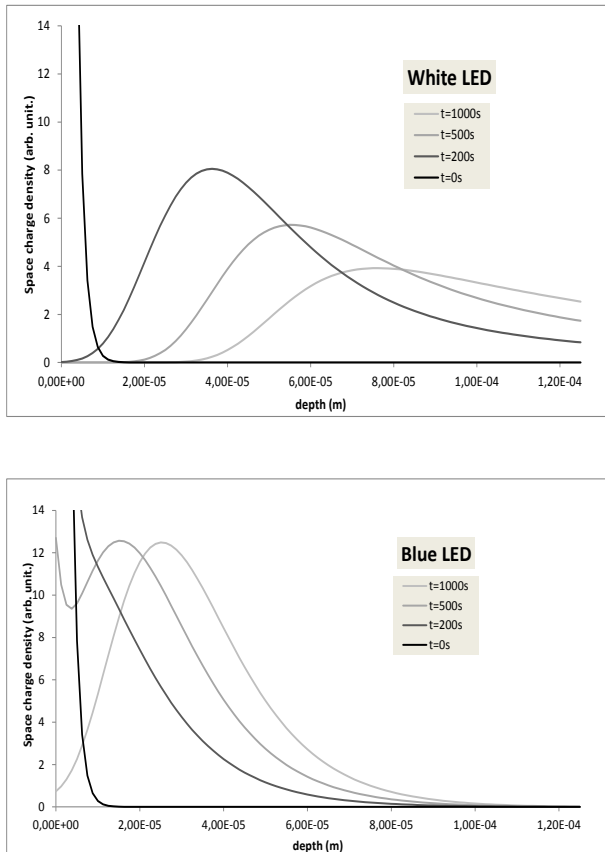 14
12
10
8
6
4
2
0
Space charge density (arb. unit.)
White LED
t=1000s
t=500s
t=200s
t=0s
0,00E+00 2,00E-05 4,00E-05 6,00E-05 8,00E-05 1,00E-04 1,20E-04
depth (m)
14
12
10
8
6
4
2
0
Space charge density (arb. unit.)
Blue LED
t=1000s
t=500s
t=200s
t=0s
0,00E+00 2,00E-05 4,00E-05 6,00E-05 8,00E-05 1,00E-04 1,20E-04
depth (m)